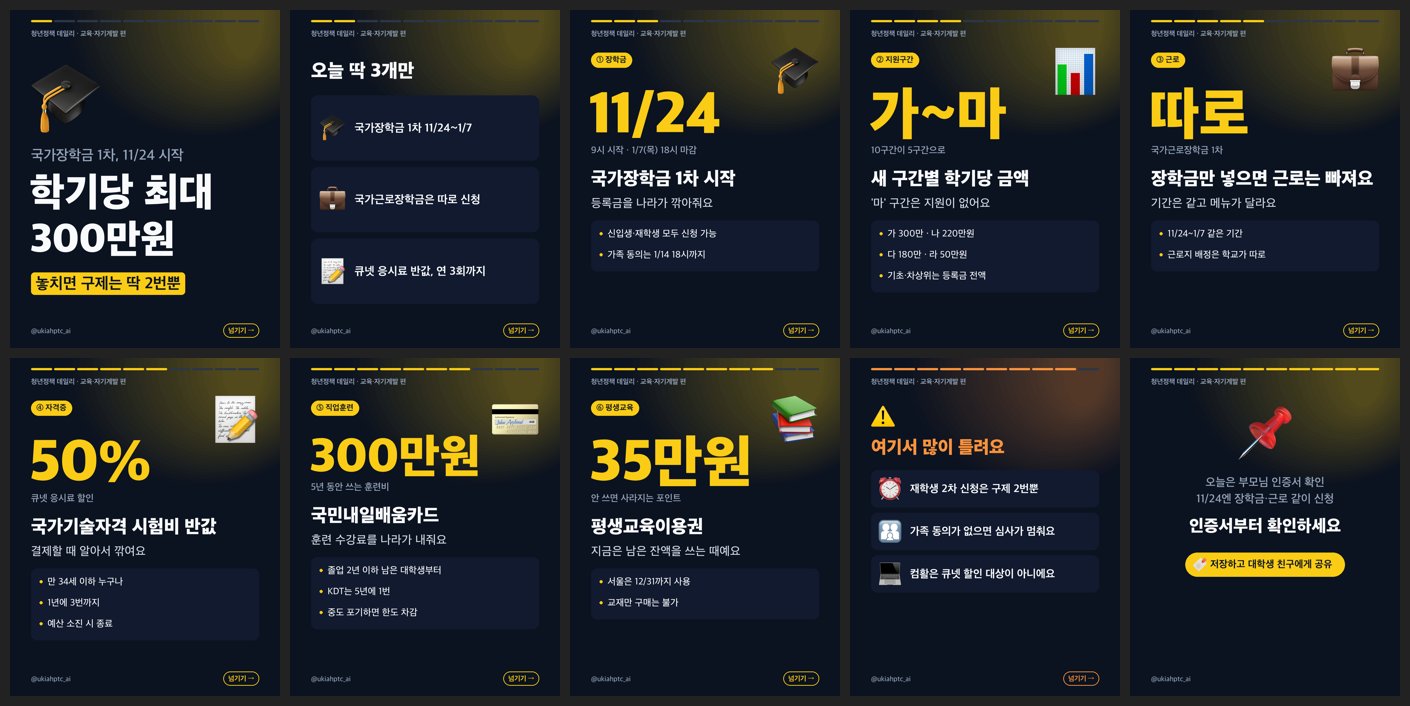 청년정책 데일리 · 교육·자기계발 편
국가장학금 1차, 11/24 시작
학기당 최대
300만원
놓치면 구제는 딱 2번뿐
@ukiahptc_ai
넘기기 →
청년정책 데일리 · 교육·자기계발 편
오늘 딱 3개만
국가장학금 1차 11/24~1/7
국가근로장학금은 따로 신청
큐넷 응시료 반값, 연 3회까지
@ukiahptc_ai
넘기기 →
청년정책 데일리 · 교육·자기계발 편
① 장학금
11/24
9시 시작 · 1/7(목) 18시 마감
국가장학금 1차 시작
등록금을 나라가 깎아줘요
• 신입생·재학생 모두 신청 가능
• 가족 동의는 1/14 18시까지
@ukiahptc_ai
넘기기 →
청년정책 데일리 · 교육·자기계발 편
② 지원구간
가~마
10구간이 5구간으로
새 구간별 학기당 금액
'마' 구간은 지원이 없어요
• 가 300만 · 나 220만원
• 다 180만 · 라 50만원
• 기초·차상위는 등록금 전액
@ukiahptc_ai
넘기기 →
청년정책 데일리 · 교육·자기계발 편
③ 근로
따로
국가근로장학금 1차
장학금만 넣으면 근로는 빠져요
기간은 같고 메뉴가 달라요
• 11/24~1/7 같은 기간
• 근로지 배정은 학교가 따로
@ukiahptc_ai
넘기기 →
청년정책 데일리 · 교육·자기계발 편
④ 자격증
50%
큐넷 응시료 할인
국가기술자격 시험비 반값
결제할 때 알아서 깎여요
• 만 34세 이하 누구나
• 1년에 3번까지
• 예산 소진 시 종료
@ukiahptc_ai
넘기기 →
청년정책 데일리 · 교육·자기계발 편
⑤ 직업훈련
300만원
5년 동안 쓰는 훈련비
국민내일배움카드
훈련 수강료를 나라가 내줘요
• 졸업 2년 이하 남은 대학생부터
• KDT는 5년에 1번
• 중도 포기하면 한도 차감
@ukiahptc_ai
넘기기 →
청년정책 데일리 · 교육·자기계발 편
⑥ 평생교육
35만원
안 쓰면 사라지는 포인트
평생교육이용권
지금은 남은 잔액을 쓰는 때예요
• 서울은 12/31까지 사용
• 교재만 구매는 불가
@ukiahptc_ai
넘기기 →
청년정책 데일리 · 교육·자기계발 편
여기서 많이 틀려요
재학생 2차 신청은 구제 2번뿐
가족 동의가 없으면 심사가 멈춰요
컴활은 큐넷 할인 대상이 아니에요
@ukiahptc_ai
넘기기 →
청년정책 데일리 · 교육·자기계발 편
오늘은 부모님 인증서 확인
11/24엔 장학금·근로 같이 신청
인증서부터 확인하세요
저장하고 대학생 친구에게 공유
@ukiahptc_ai